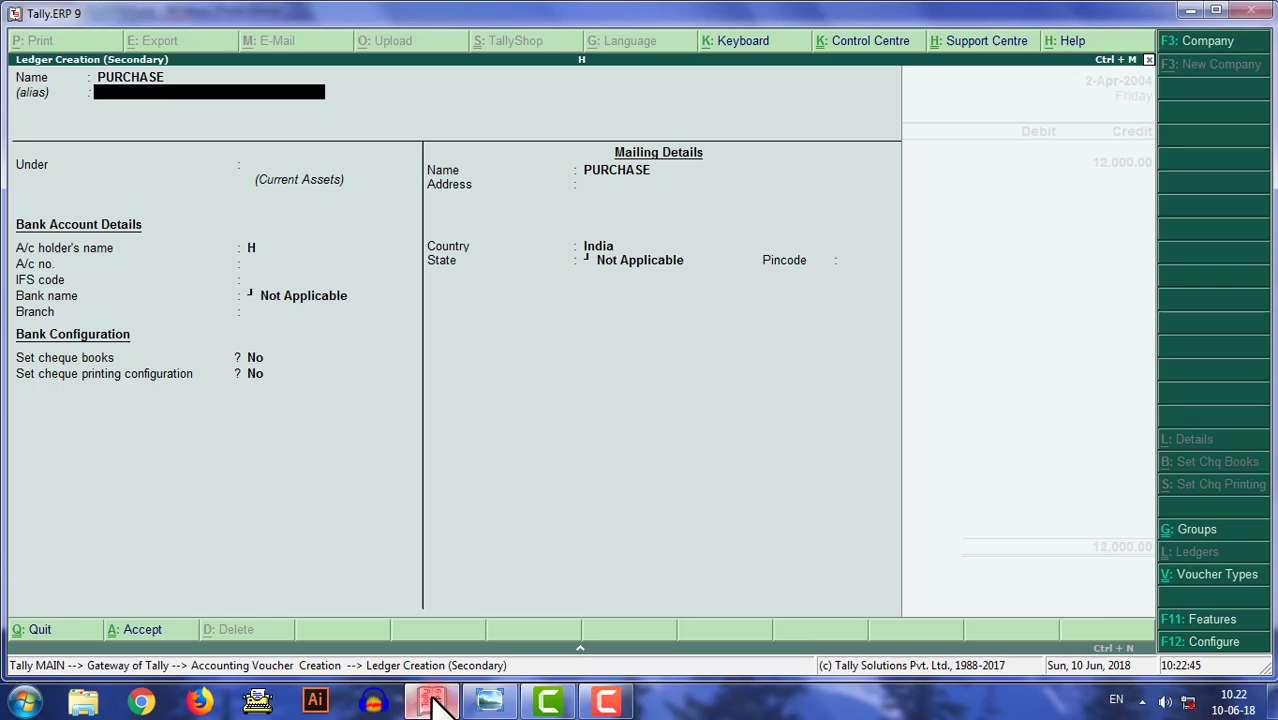 Tally.ERP 9
P: Print E: Export M: E-Mail O: Upload S: TallyShop G: Language K: Keyboard K: Control Centre H: Support Centre H: Help F3: Company
Ledger Creation (Secondary) H Ctrl + M
F3: New Company
Name : PURCHASE
(alias) :
2-Apr-2004
Friday
Debit Credit
12,000.00
Under :
(Current Assets)
Bank Account Details
A/c holder's name : H
A/c no. :
IFS code :
Bank name : ┘ Not Applicable
Branch :
Bank Configuration
Set cheque books ? No
Set cheque printing configuration ? No
Mailing Details
Name : PURCHASE
Address :
Country : India
State : ┘ Not Applicable Pincode :
12,000.00
L: Details
B: Set Chq Books
S: Set Chq Printing
G: Groups
L: Ledgers
V: Voucher Types
F11: Features
F12: Configure
Q: Quit A: Accept D: Delete
Ctrl + N
Tally MAIN --> Gateway of Tally --> Accounting Voucher Creation --> Ledger Creation (Secondary) (c) Tally Solutions Pvt. Ltd., 1988-2017 Sun, 10 Jun, 2018 10:22:45
Ai
EN
10.22
10-06-18